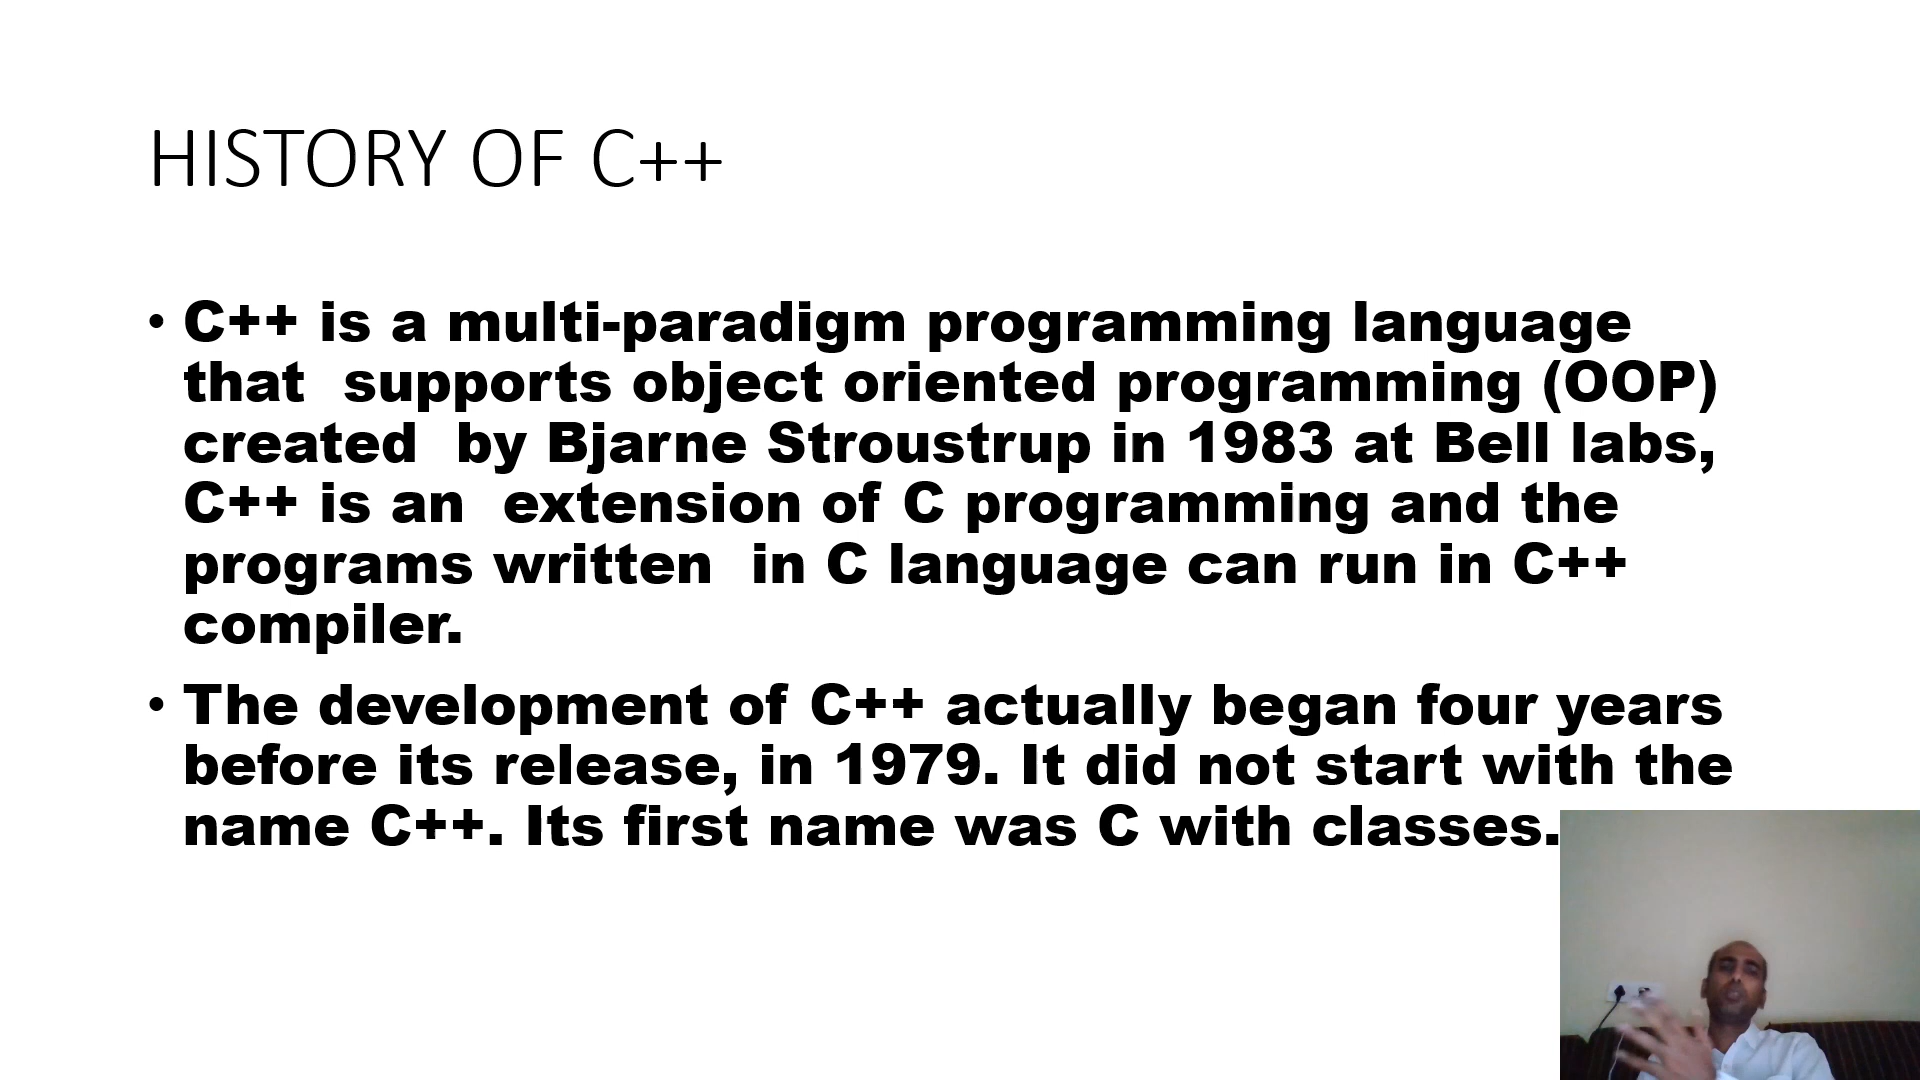 HISTORY OF C++
• C++ is a multi-paradigm programming language
that  supports object oriented programming (OOP)
created  by Bjarne Stroustrup in 1983 at Bell labs,
C++ is an  extension of C programming and the
programs written  in C language can run in C++
compiler.
• The development of C++ actually began four years
before its release, in 1979. It did not start with the
name C++. Its first name was C with classes.